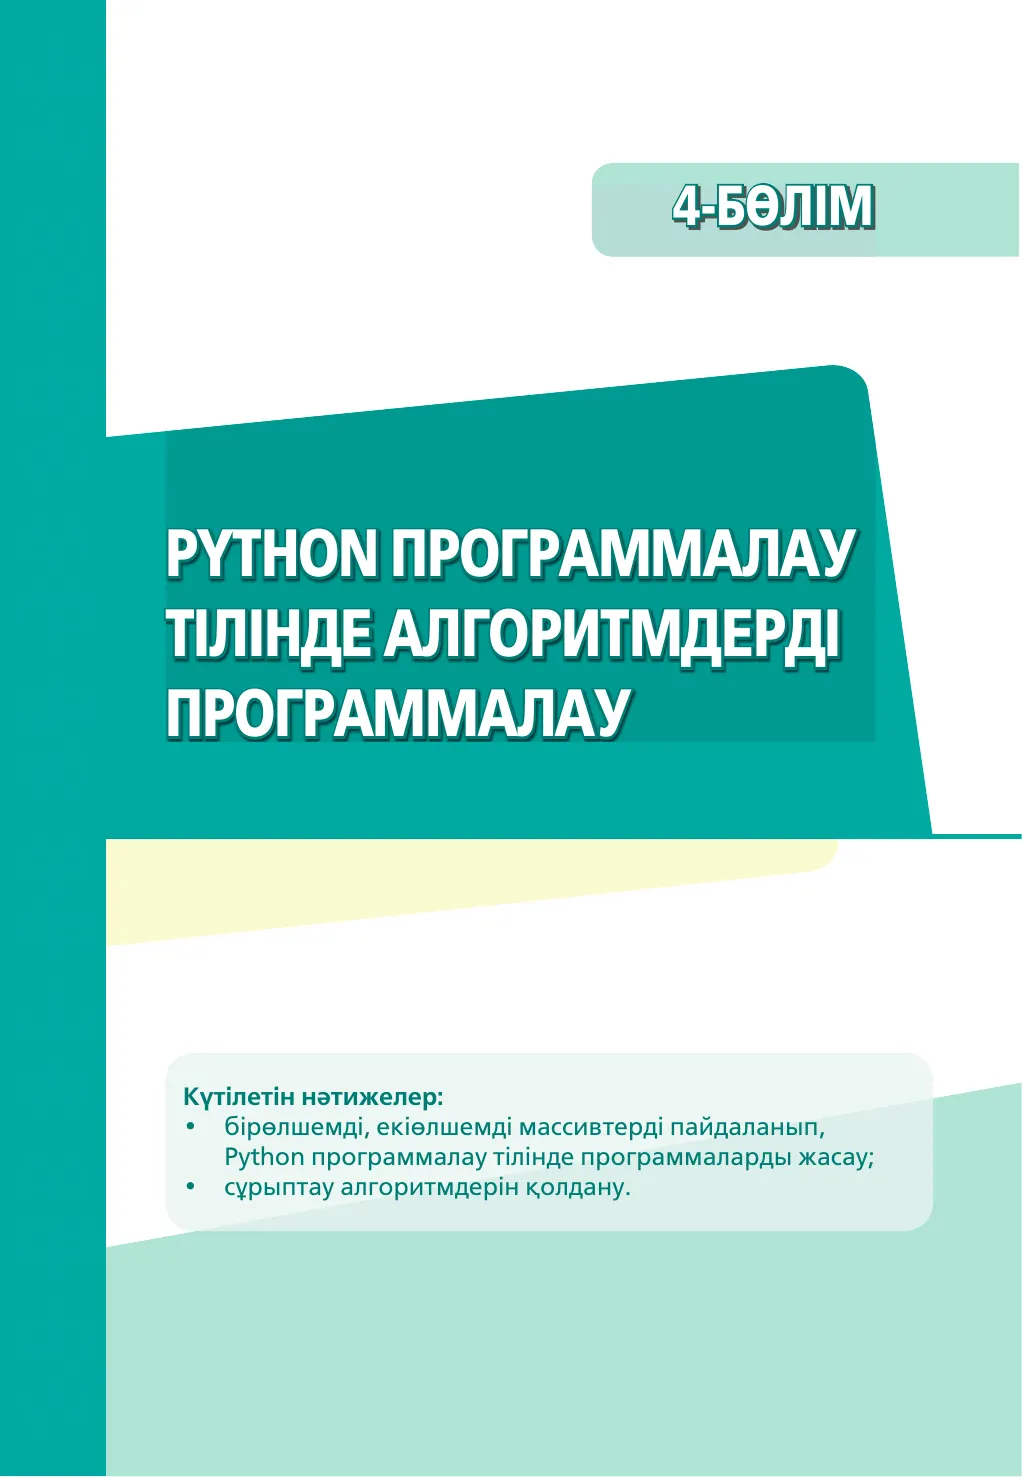 4-БӨЛІМ
PYTHON ПРОГРАММАЛАУ
ТІЛІНДЕ АЛГОРИТМДЕРДІ
ПРОГРАММАЛАУ
Күтілетін нәтижелер:
• бірөлшемді, екіөлшемді массивтерді пайдаланып,
Python программалау тілінде программаларды жасау;
• сұрыптау алгоритмдерін қолдану.